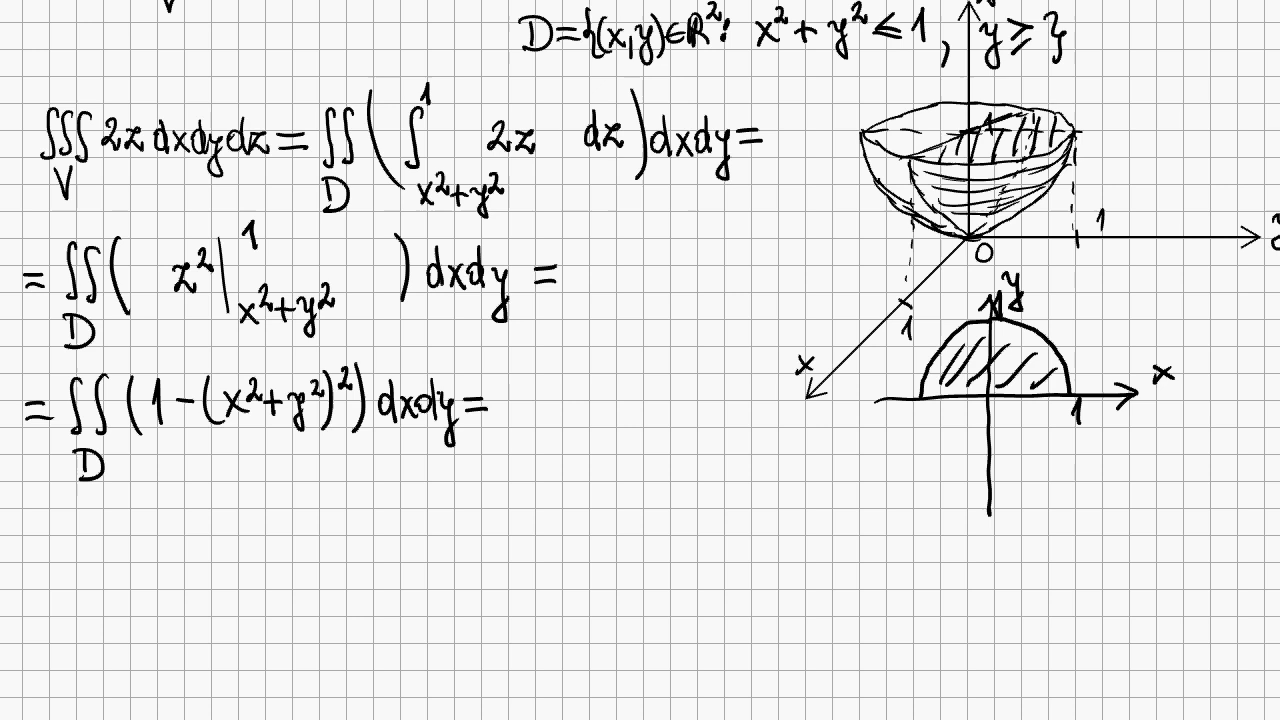 V
D={(x,y)∈ℝ²: x²+y²≤1, y≥}
∭_V 2z dxdydz = ∬_D (∫_{x²+y²}^1 2z dz) dxdy =
= ∬_D ( z² |_{x²+y²}^1 ) dxdy =
= ∬_D (1-(x²+y²)²) dxdy =
1
1
0
1
x
y
x
1